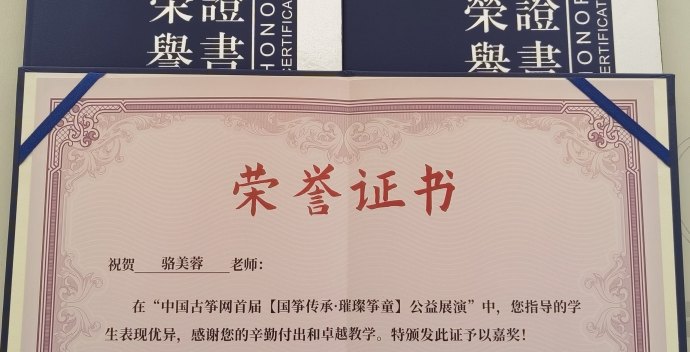 榮譽
證書
HONOR
CERTIFICATE
榮譽
證書
HONOR
CERTIFICAT
荣誉证书
祝贺 骆美蓉 老师:
在“中国古筝网首届【国筝传承·璀璨筝童】公益展演”中,您指导的学
生表现优异,感谢您的辛勤付出和卓越教学。特颁发此证予以嘉奖!